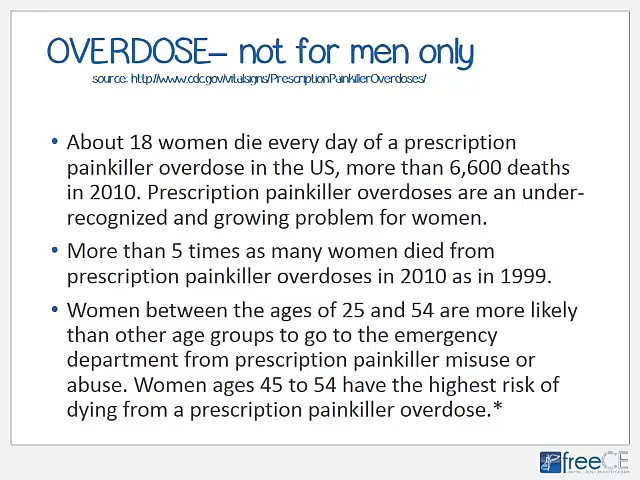 OVERDOSE– not for men only
source: http://www.cdc.gov/vitalsigns/PrescriptionPainkillerOverdoses/
• About 18 women die every day of a prescription
painkiller overdose in the US, more than 6,600 deaths
in 2010. Prescription painkiller overdoses are an under-
recognized and growing problem for women.
• More than 5 times as many women died from
prescription painkiller overdoses in 2010 as in 1999.
• Women between the ages of 25 and 54 are more likely
than other age groups to go to the emergency
department from prescription painkiller misuse or
abuse. Women ages 45 to 54 have the highest risk of
dying from a prescription painkiller overdose.*
freeCE